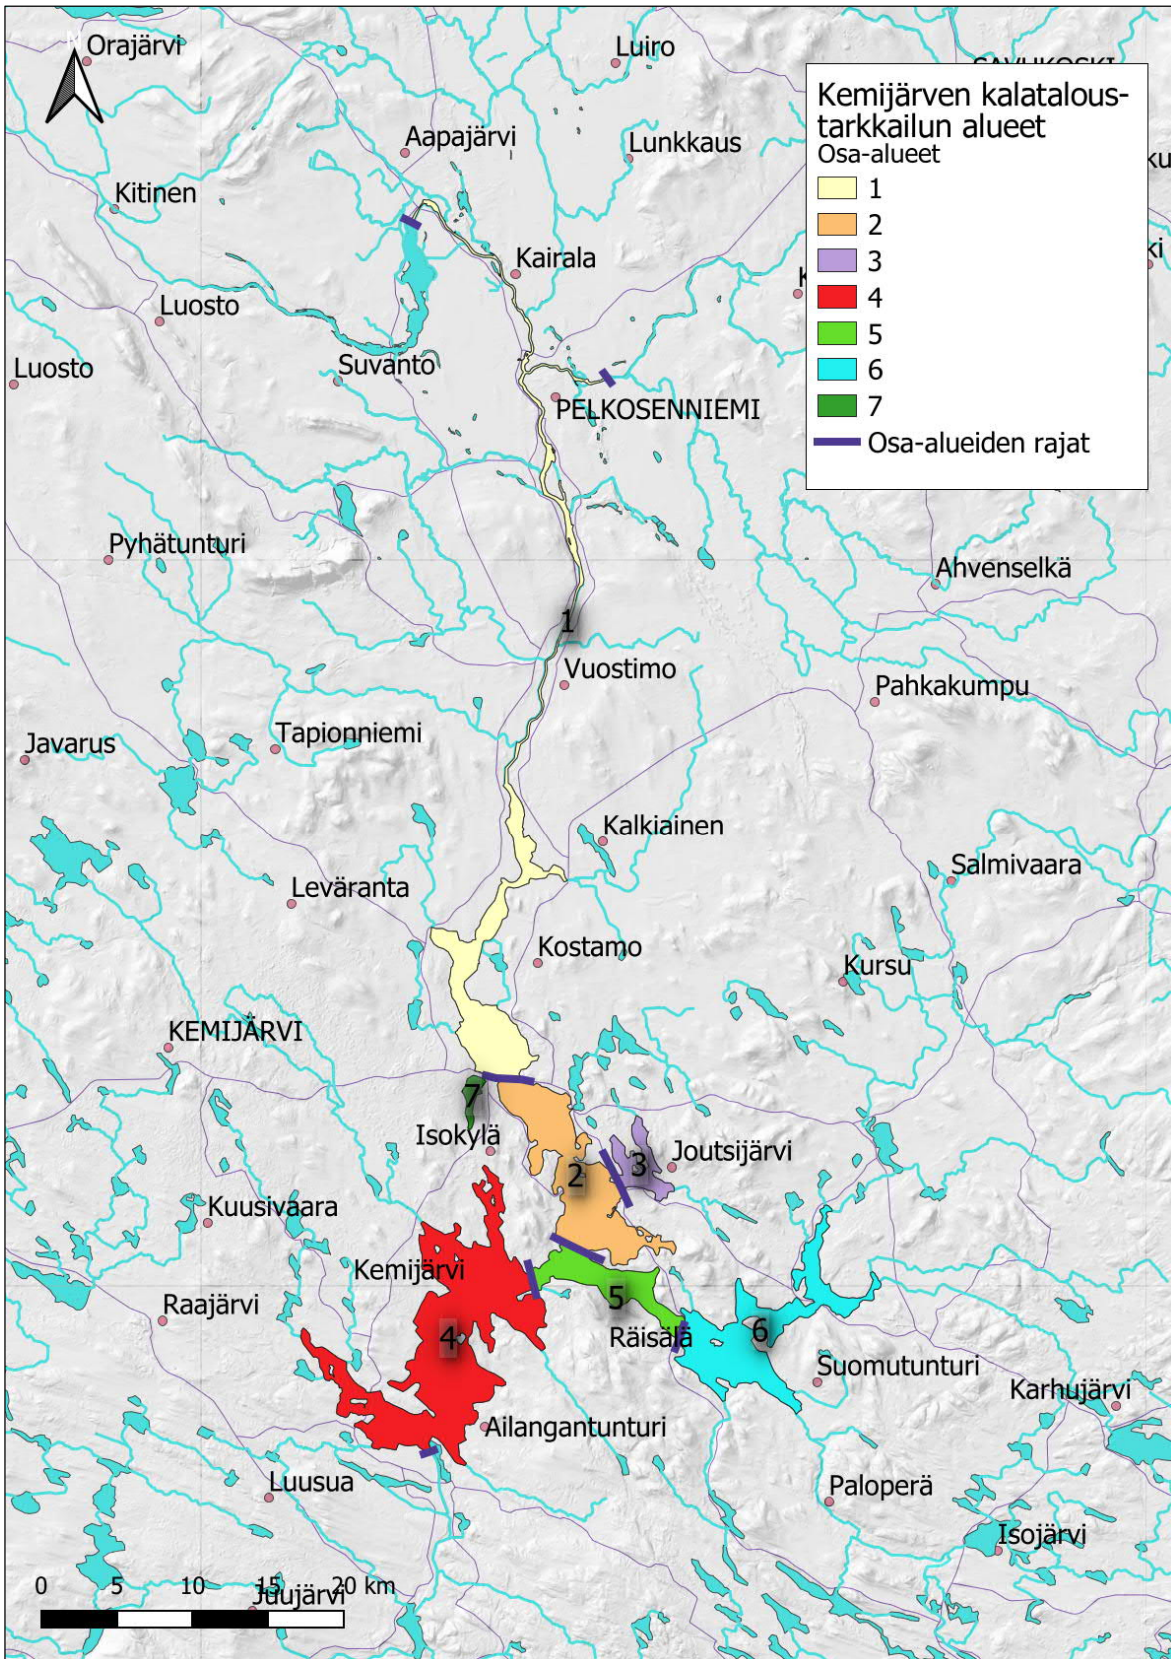 N
Orajärvi
Luiro
SAVUKOSKI
Kemijärven kalatalous-
tarkkailun alueet
Osa-alueet
1
2
3
4
5
6
7
Osa-alueiden rajat
Aapajärvi
Lunkkaus
Kitinen
Kairala
Luosto
Luosto
Suvanto
PELKOSENNIEMI
Pyhätunturi
Ahvenselkä
1
Vuostimo
Pahkakumpu
Javarus
Tapionniemi
Kalkiainen
Salmivaara
Leväranta
Kostamo
Kursu
KEMIJÄRVI
7
Isokylä
2
3
Joutsijärvi
Kuusivaara
Kemijärvi
Raajärvi
5
4
Räisälä
6
Suomutunturi
Karhujärvi
Ailangantunturi
Luusua
Paloperä
Isojärvi
0 5 10 15 20 km
Juujärvi